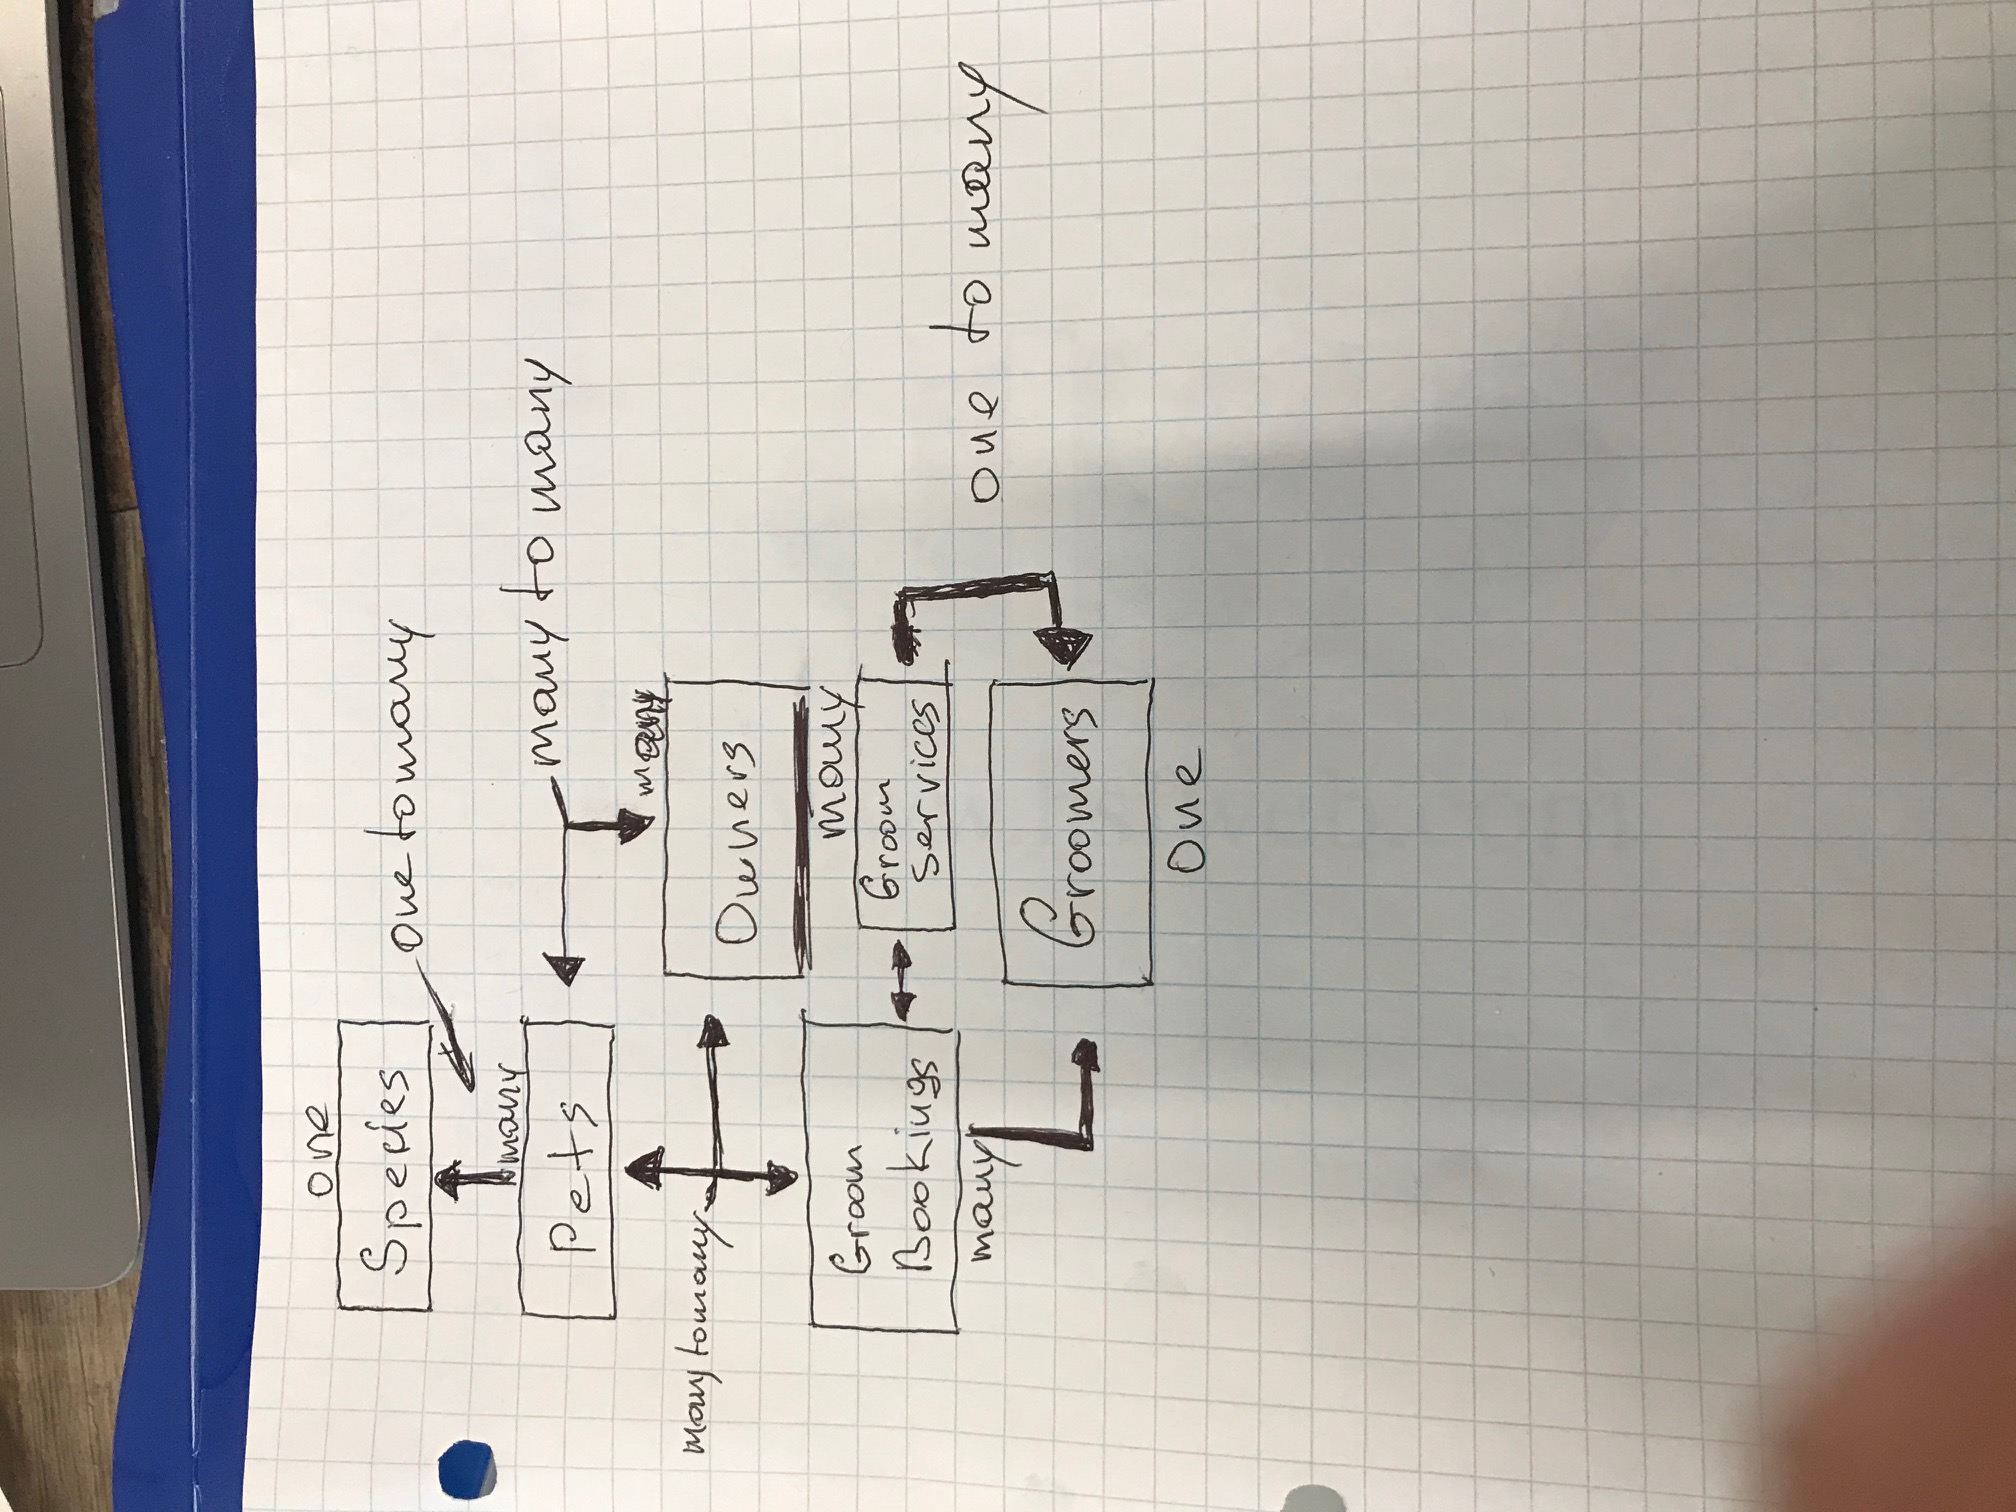 one
Species
one to many
many
Pets
many to many
many
many to many
Owners
many
Groom
Bookings
Groom
Services
many
one to many
Groomers
One